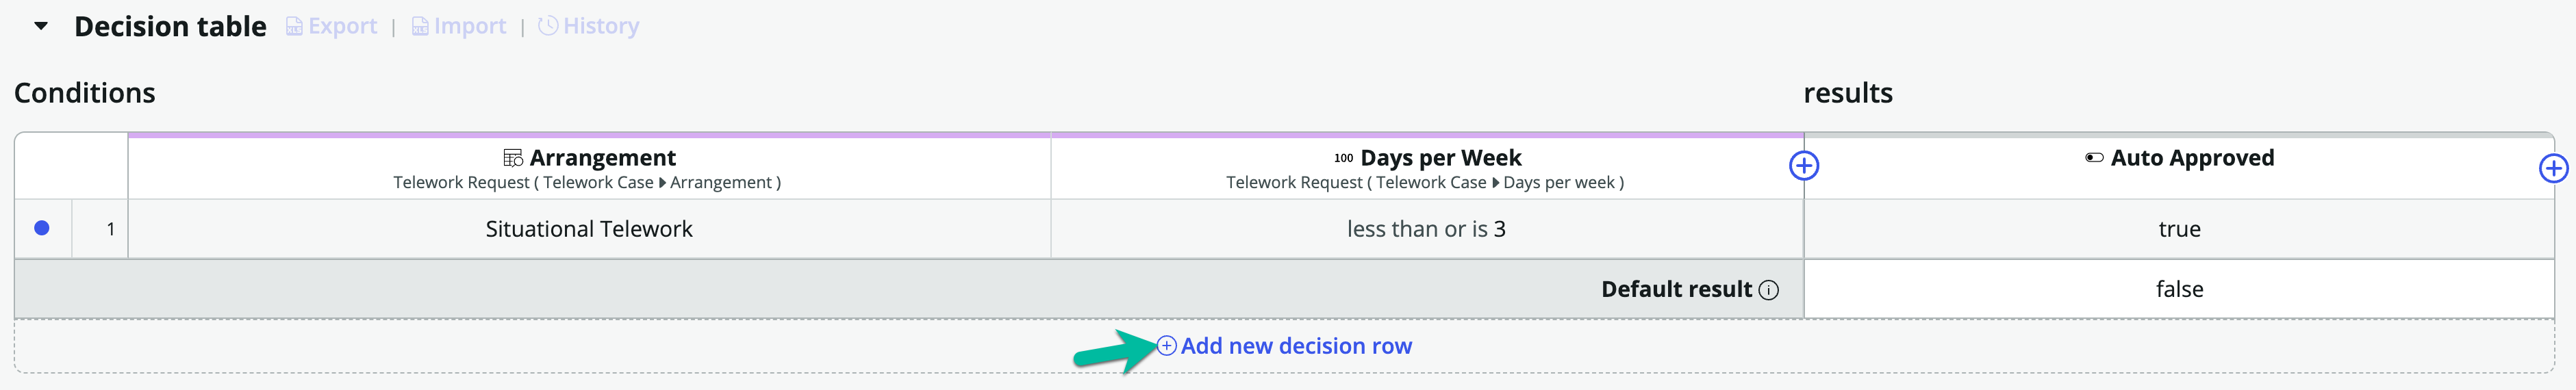 Decision table Export | Import | History
Conditions results
Arrangement 100 Days per Week Auto Approved
Telework Request ( Telework Case Arrangement ) Telework Request ( Telework Case Days per week )
1 Situational Telework less than or is 3 true
Default result false
Add new decision row